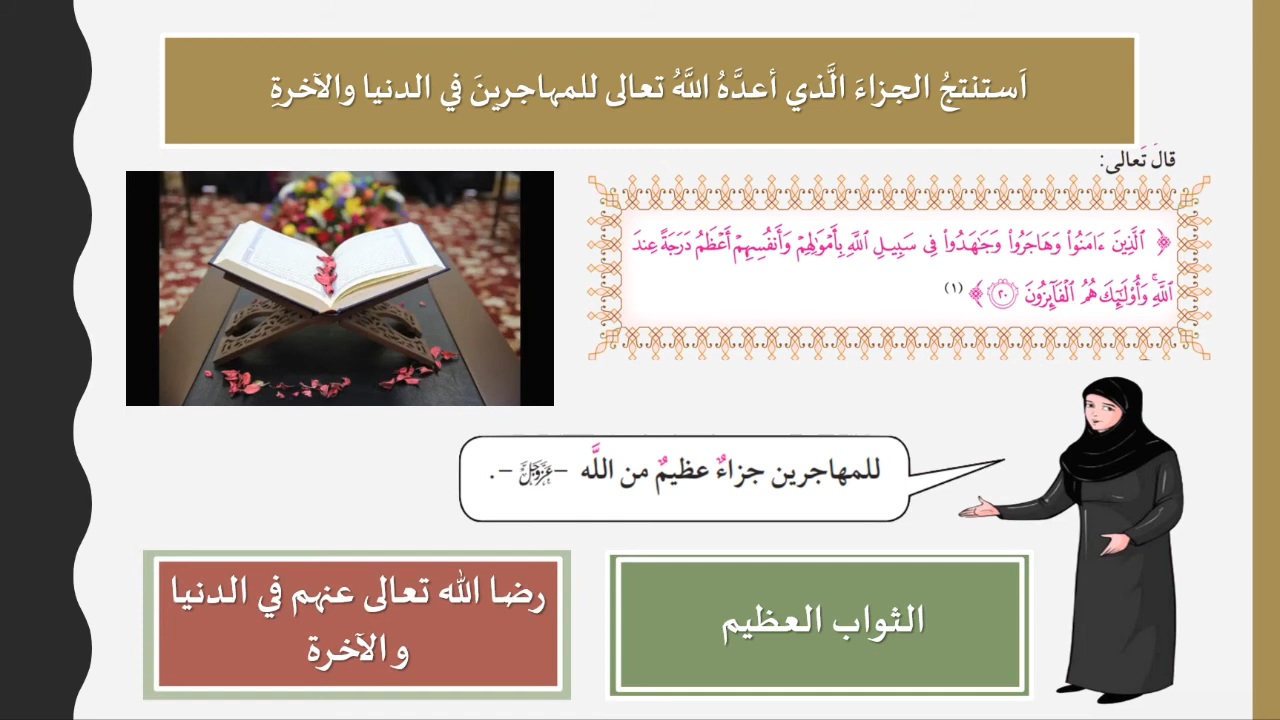 اَستنتجُ الجزاءَ الَّذي أعدَّهُ اللَّهُ تعالى للمهاجرِينَ في الدنيا والآخرةِ
قالَ تَعالى:
﴿ ٱلَّذِينَ ءَامَنُواْ وَهَاجَرُواْ وَجَٰهَدُواْ فِى سَبِيلِ ٱللَّهِ بِأَمْوَٰلِهِمْ وَأَنفُسِهِمْ أَعْظَمُ دَرَجَةً عِندَ
ٱللَّهِۚ وَأُوْلَٰٓئِكَ هُمُ ٱلْفَآئِزُونَ ٢٠ ﴾ (١)
للمهاجرين جزاءٌ عظيمٌ من اللَّه –عَزَّوَجَلَّ– .
الثواب العظيم
رضا الله تعالى عنهم في الدنيا
و الآخرة